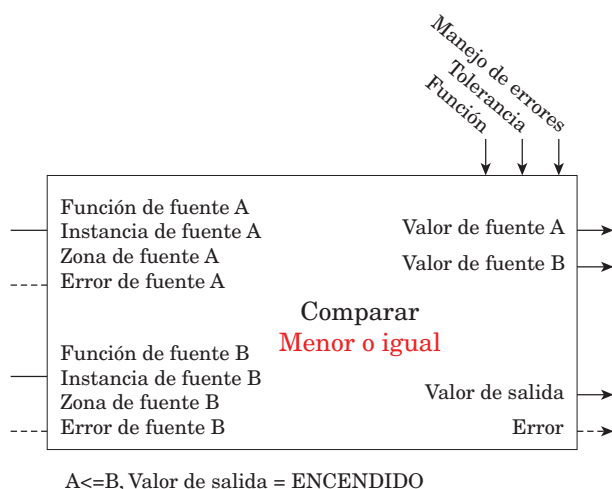 Manejo de errores
Tolerancia
Función
Función de fuente A
Instancia de fuente A
Zona de fuente A
Error de fuente A
Valor de fuente A
Valor de fuente B
Comparar
Menor o igual
Función de fuente B
Instancia de fuente B
Zona de fuente B
Error de fuente B
Valor de salida
Error
A<=B, Valor de salida = ENCENDIDO